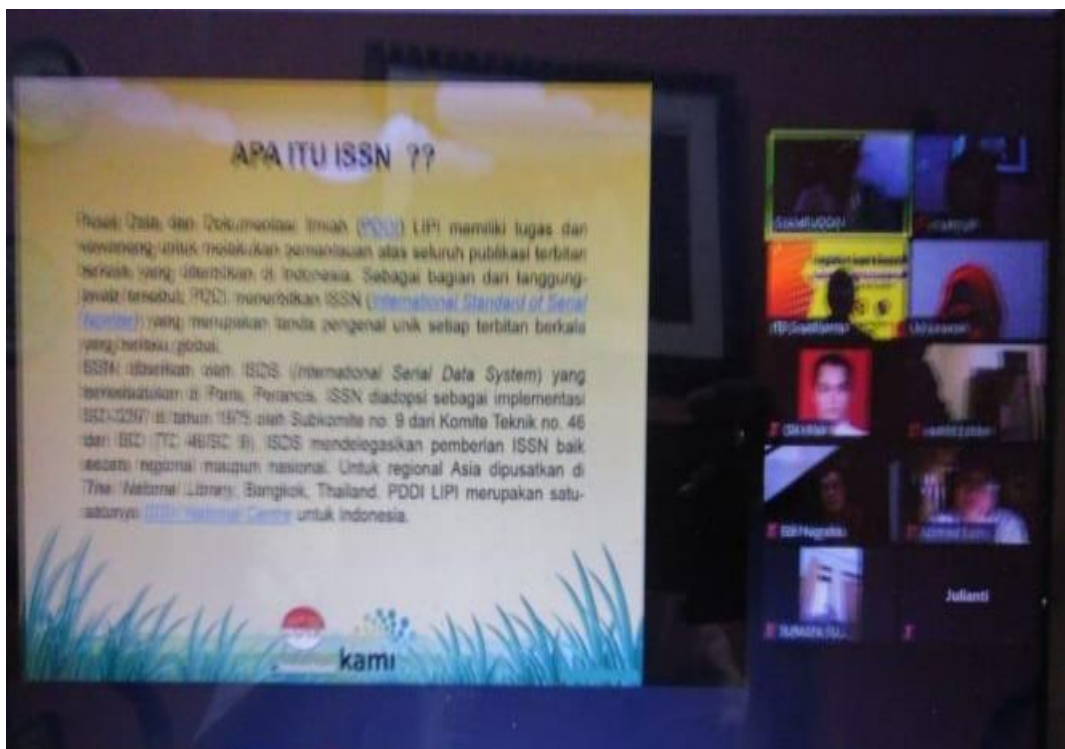 APA ITU ISSN ??
Pusat Data dan Dokumentasi Ilmiah (PDDI) LIPI memiliki tugas dan
wewenang untuk melakukan pemantauan atas seluruh publikasi terbitan
berkala yang diterbitkan di Indonesia. Sebagai bagian dari tanggung-
jawab tersebut, PDDI menerbitkan ISSN (International Standard of Serial
Number) yang merupakan tanda pengenal unik setiap terbitan berkala
yang berlaku global.
ISSN diberikan oleh ISDS (International Serial Data System) yang
berkedudukan di Paris, Perancis. ISSN diadopsi sebagai implementasi
ISO-3297 di tahun 1975 oleh Subkomite no. 9 dari Komite Teknik no. 46
dari ISO (TC 46/SC 9). ISDS mendelegasikan pemberian ISSN baik
secara regional maupun nasional. Untuk regional Asia dipusatkan di
The National Library, Bangkok, Thailand. PDDI LIPI merupakan satu-
satunya ISSN National Centre untuk Indonesia.
kami
Julianti